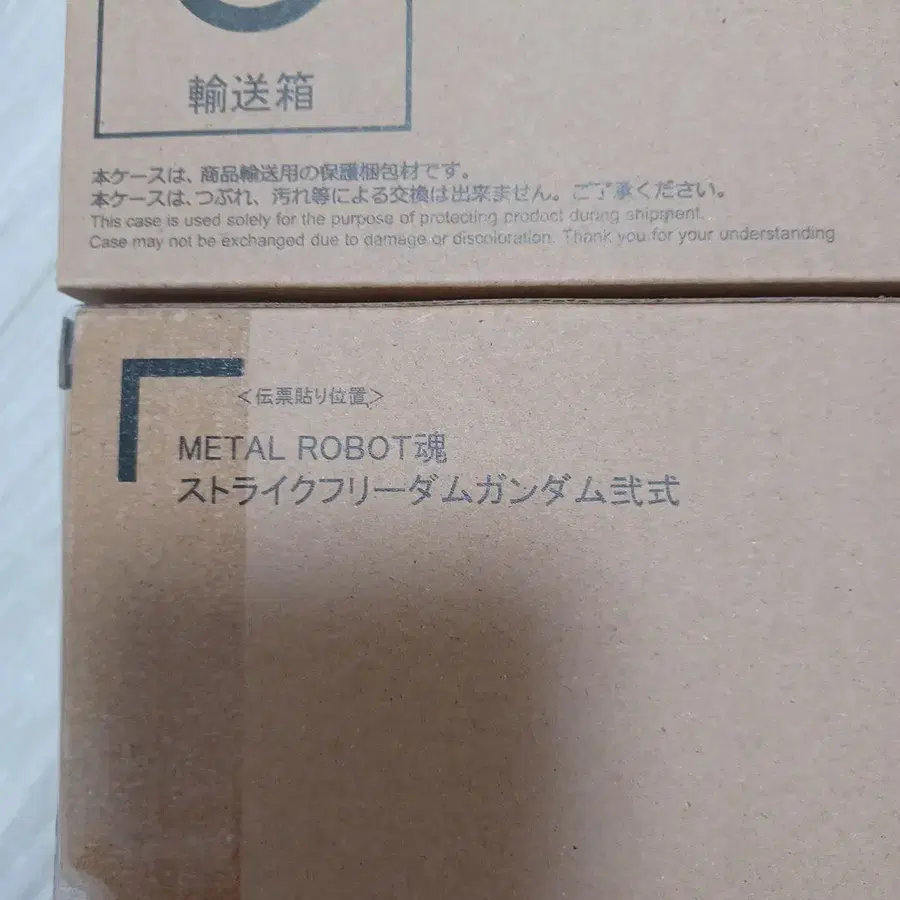 輸送箱
本ケースは、商品輸送用の保護梱包材です。
本ケースは、つぶれ、汚れ等による交換は出来ません。ご了承ください。
This case is used solely for the purpose of protecting product during shipment.
Case may not be exchanged due to damage or discoloration. Thank you for your understanding
<伝票貼り位置>
METAL ROBOT魂
ストライクフリーダムガンダム弐式